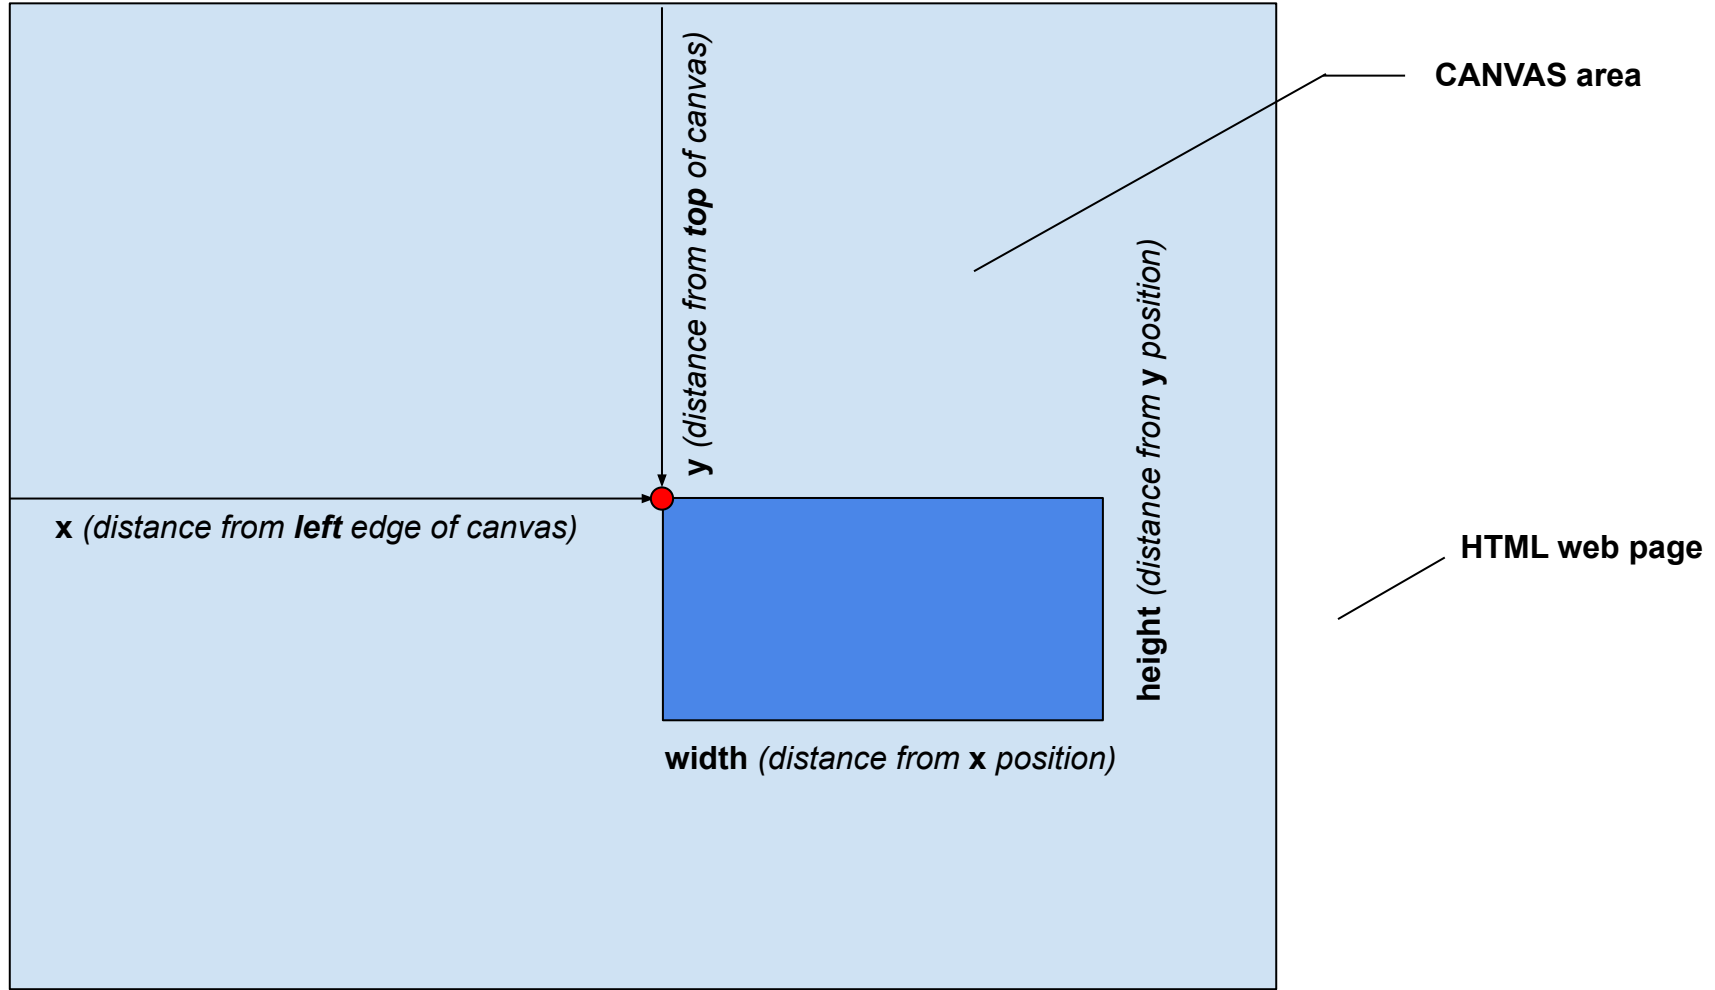 CANVAS area
y (distance from top of canvas)
height (distance from y position)
x (distance from left edge of canvas)
HTML web page
width (distance from x position)